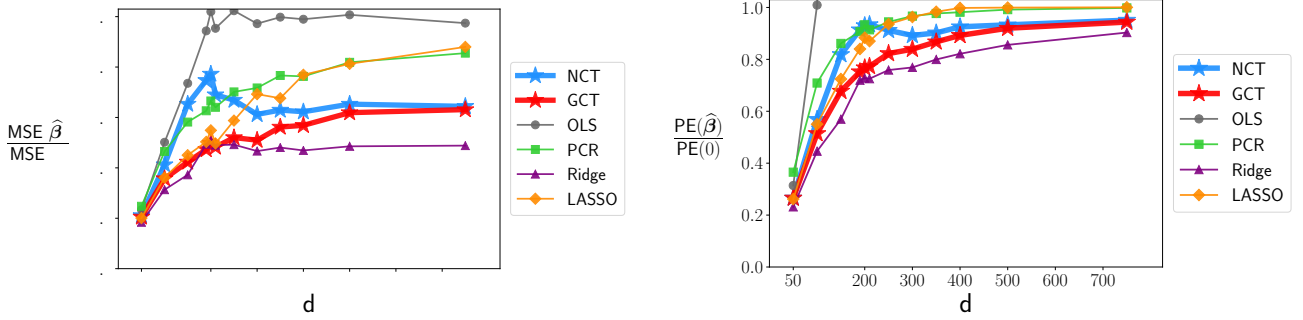 MSE β̂
MSE
d
NCT
GCT
OLS
PCR
Ridge
LASSO
PE(β̂)
PE(0)
1.0
0.8
0.6
0.4
0.2
0.0
50
200
300
400
500
600
700
d
NCT
GCT
OLS
PCR
Ridge
LASSO